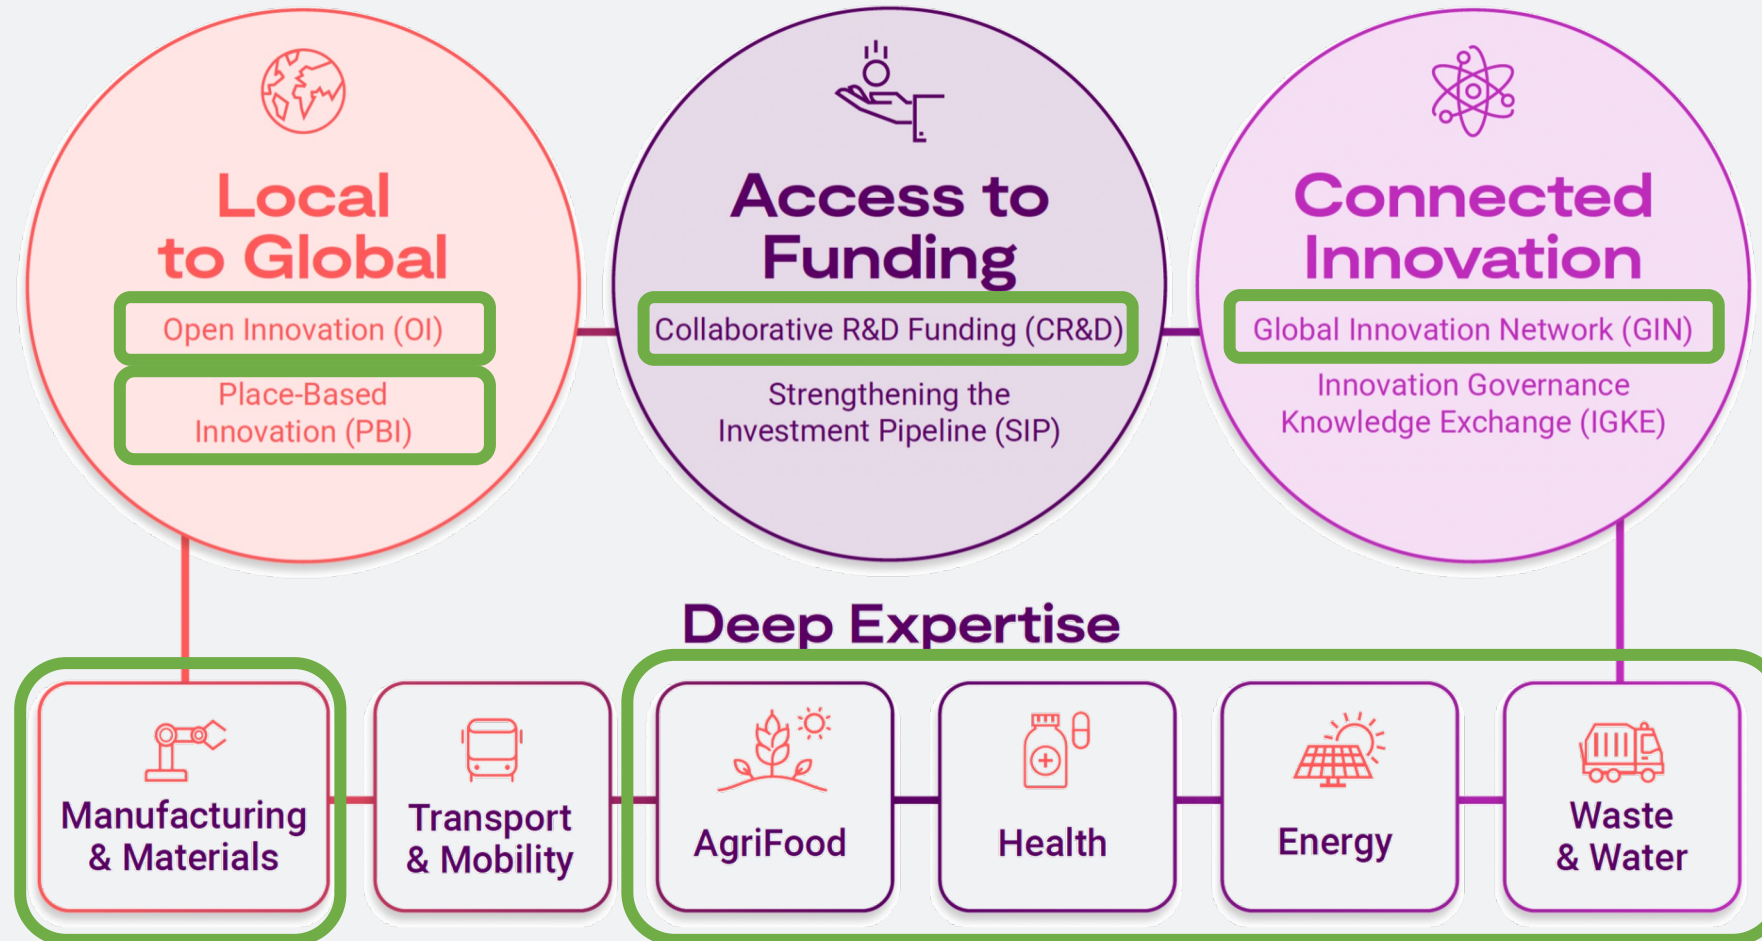 Local
to Global
Open Innovation (OI)
Place-Based
Innovation (PBI)
Access to
Funding
Collaborative R&D Funding (CR&D)
Strengthening the
Investment Pipeline (SIP)
Connected
Innovation
Global Innovation Network (GIN)
Innovation Governance
Knowledge Exchange (IGKE)
Deep Expertise
Manufacturing
& Materials
Transport
& Mobility
AgriFood
Health
Energy
Waste
& Water